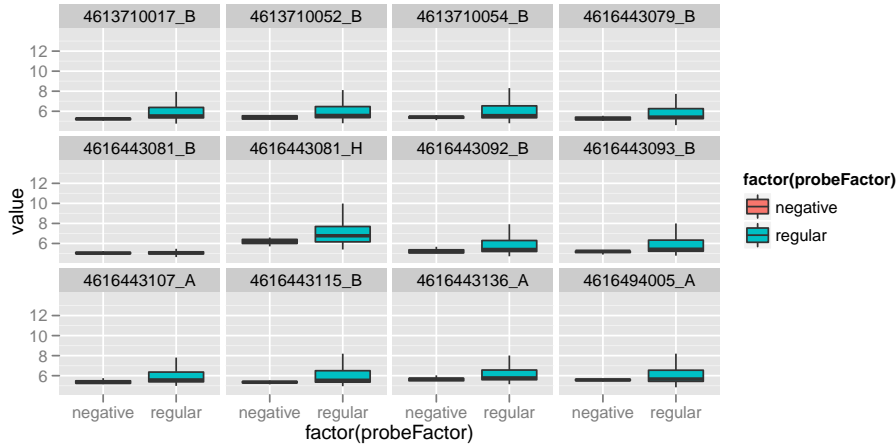 4613710017_B 4613710052_B 4613710054_B 4616443079_B
12
10
8
6
4616443081_B 4616443081_H 4616443092_B 4616443093_B
12
10
8
6
4616443107_A 4616443115_B 4616443136_A 4616494005_A
12
10
8
6
value
negative regular negative regular negative regular negative regular
factor(probeFactor)
factor(probeFactor)
negative
regular